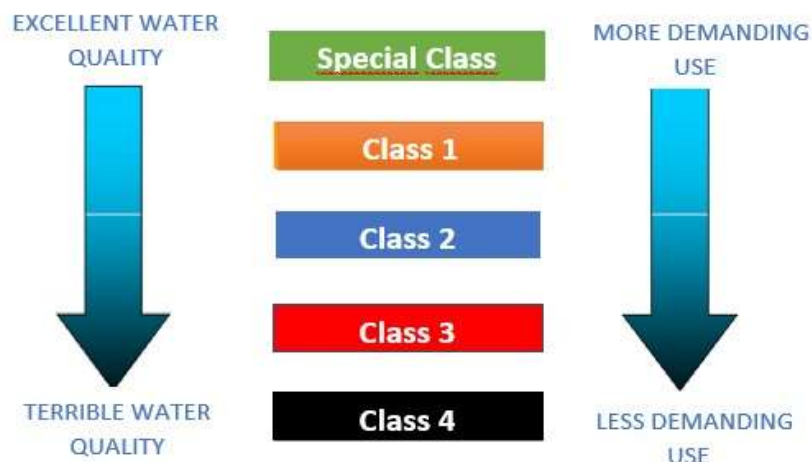 EXCELLENT WATER
QUALITY
Special Class
MORE DEMANDING
USE
Class 1
Class 2
Class 3
TERRIBLE WATER
QUALITY
Class 4
LESS DEMANDING
USE